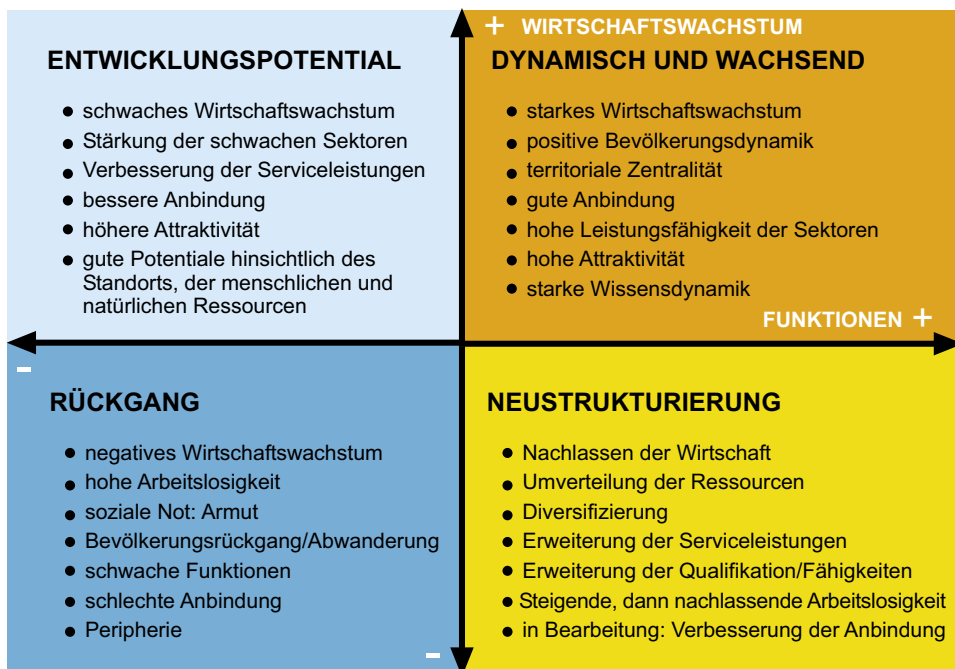 + WIRTSCHAFTSWACHSTUM
ENTWICKLUNGSPOTENTIAL
• schwaches Wirtschaftswachstum
• Stärkung der schwachen Sektoren
• Verbesserung der Serviceleistungen
• bessere Anbindung
• höhere Attraktivität
• gute Potentiale hinsichtlich des
Standorts, der menschlichen und
natürlichen Ressourcen
DYNAMISCH UND WACHSEND
• starkes Wirtschaftswachstum
• positive Bevölkerungsdynamik
• territoriale Zentralität
• gute Anbindung
• hohe Leistungsfähigkeit der Sektoren
• hohe Attraktivität
• starke Wissensdynamik
FUNKTIONEN +
-
RÜCKGANG
• negatives Wirtschaftswachstum
• hohe Arbeitslosigkeit
• soziale Not: Armut
• Bevölkerungsrückgang/Abwanderung
• schwache Funktionen
• schlechte Anbindung
• Peripherie
-
NEUSTRUKTURIERUNG
• Nachlassen der Wirtschaft
• Umverteilung der Ressourcen
• Diversifizierung
• Erweiterung der Serviceleistungen
• Erweiterung der Qualifikation/Fähigkeiten
• Steigende, dann nachlassende Arbeitslosigkeit
• in Bearbeitung: Verbesserung der Anbindung